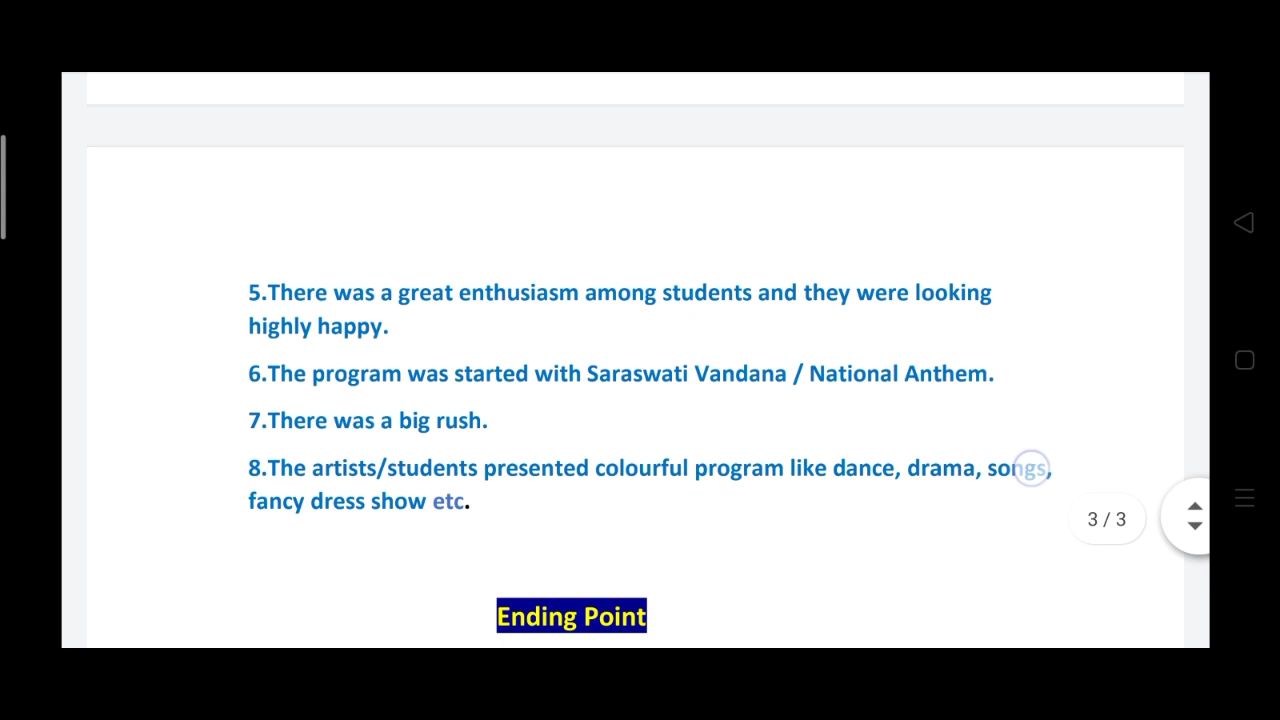 5.There was a great enthusiasm among students and they were looking
highly happy.
6.The program was started with Saraswati Vandana / National Anthem.
7.There was a big rush.
8.The artists/students presented colourful program like dance, drama, songs,
fancy dress show etc.
3 / 3
Ending Point